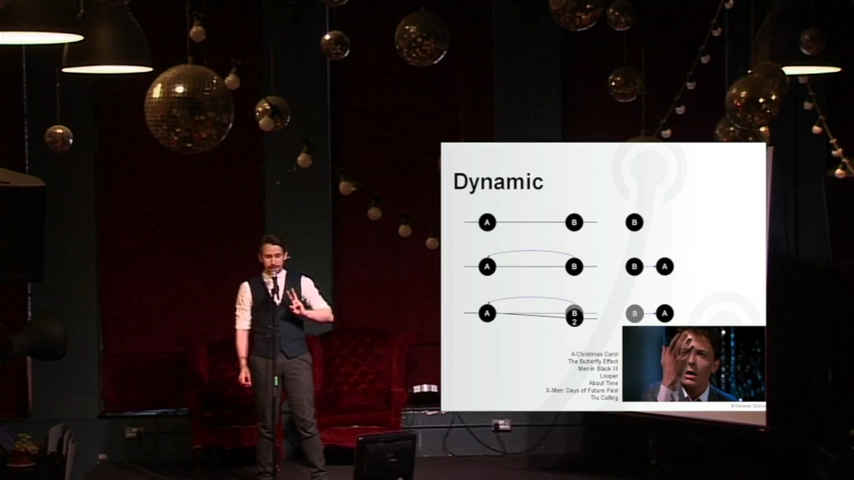 Dynamic
A B B
A B B A
A B B A
2
A Christmas Carol
The Butterfly Effect
Men in Black III
Looper
About Time
X-Men: Days of Future Past
Tru Calling